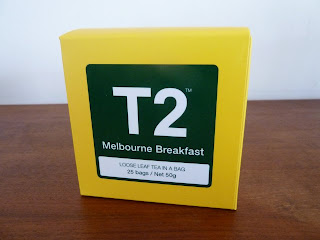 T2™
Melbourne Breakfast
LOOSE LEAF TEA IN A BAG
25 bags / Net 50g